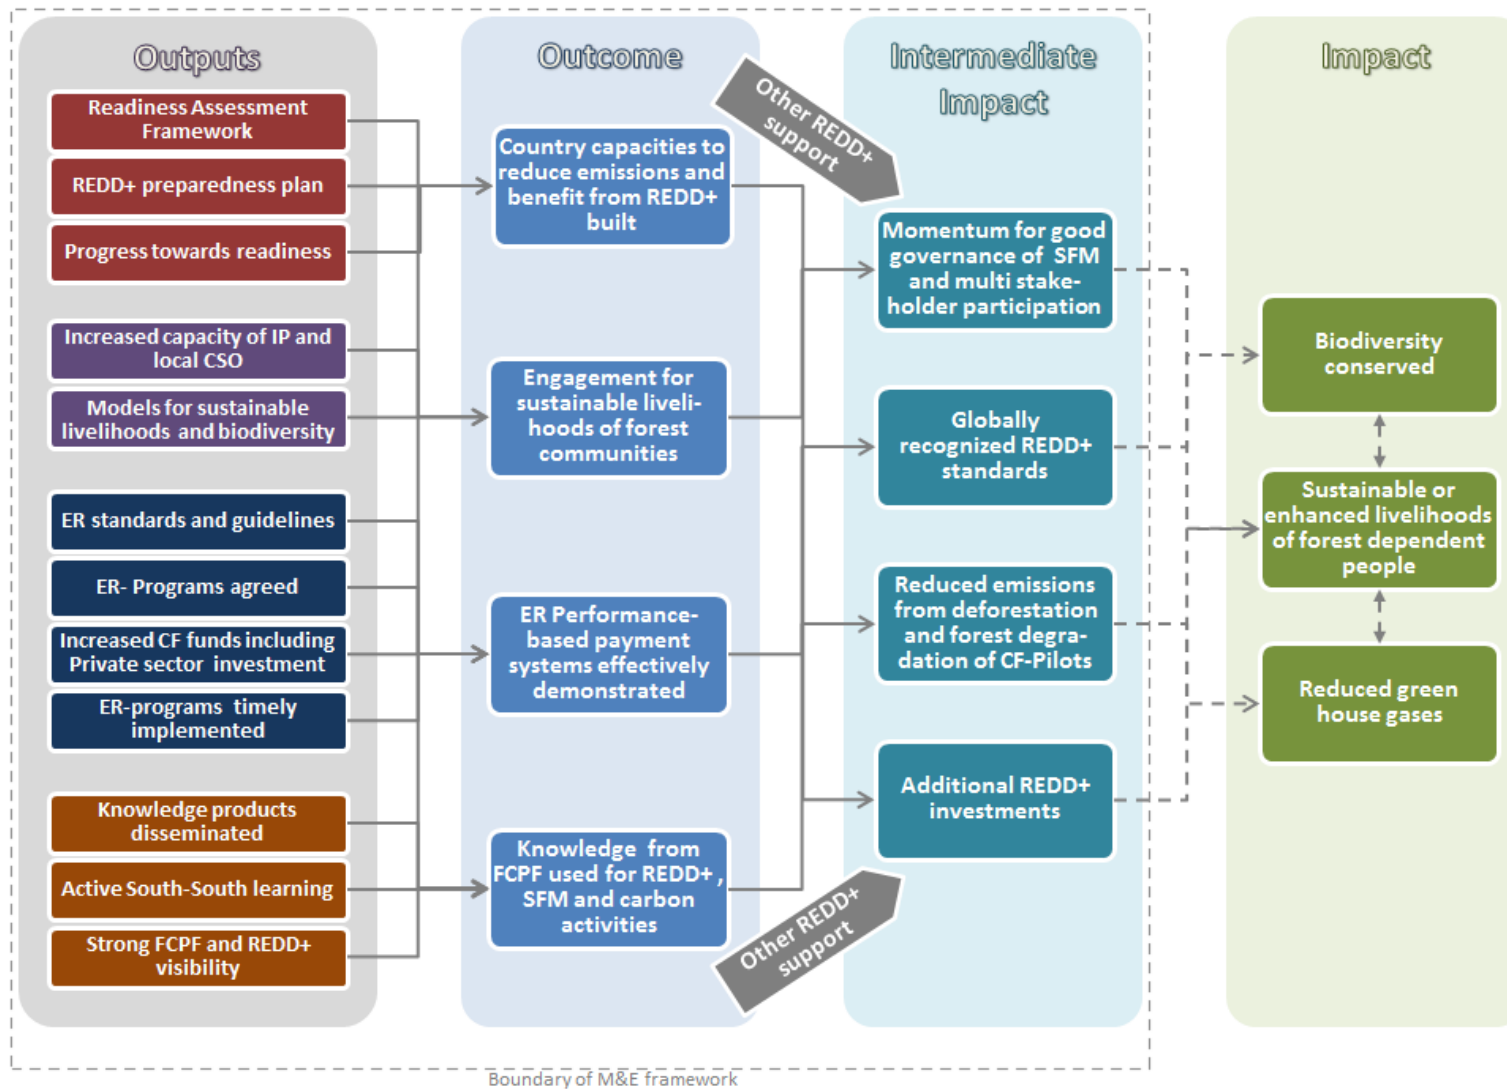 Outputs
Readiness Assessment
Framework
REDD+ preparedness plan
Progress towards readiness
Increased capacity of IP and
local CSO
Models for sustainable
livelihoods and biodiversity
ER standards and guidelines
ER- Programs agreed
Increased CF funds including
Private sector investment
ER-programs timely
implemented
Knowledge products
disseminated
Active South-South learning
Strong FCPF and REDD+
visibility
Outcome
Country capacities to
reduce emissions and
benefit from REDD+
built
Engagement for
sustainable liveli-
hoods of forest
communities
ER Performance-
based payment
systems effectively
demonstrated
Knowledge from
FCPF used for REDD+ ,
SFM and carbon
activities
Other REDD+
support
Other REDD+
support
Intermediate
Impact
Momentum for good
governance of SFM
and multi stake-
holder participation
Globally
recognized REDD+
standards
Reduced emissions
from deforestation
and forest degra-
dation of CF-Pilots
Additional REDD+
investments
Impact
Biodiversity
conserved
Sustainable or
enhanced livelihoods
of forest dependent
people
Reduced green
house gases
Boundary of M&E framework